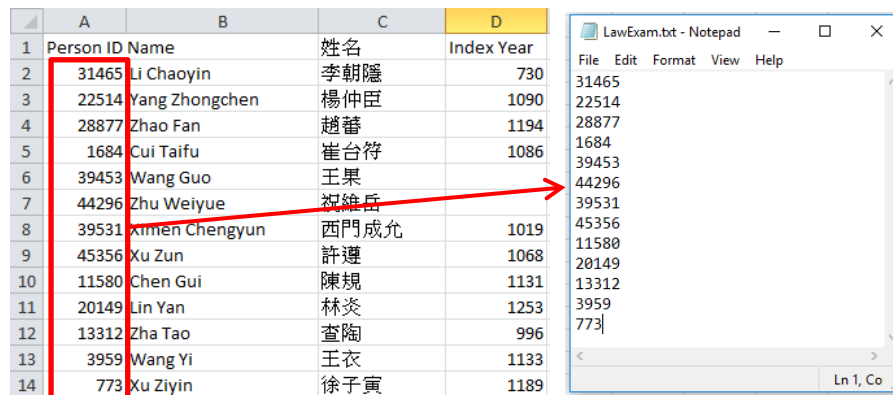 A B C D
1 Person ID Name 姓名 Index Year
2 31465 Li Chaoyin 李朝隱 730
3 22514 Yang Zhongchen 楊仲臣 1090
4 28877 Zhao Fan 趙蕃 1194
5 1684 Cui Taifu 崔台符 1086
6 39453 Wang Guo 王果
7 44296 Zhu Weiyue 祝維岳
8 39531 Ximen Chengyun 西門成允 1019
9 45356 Xu Zun 許遵 1068
10 11580 Chen Gui 陳規 1131
11 20149 Lin Yan 林炎 1253
12 13312 Zha Tao 查陶 996
13 3959 Wang Yi 王衣 1133
14 773 Xu Ziyin 徐子寅 1189
LawExam.txt - Notepad
File Edit Format View Help
31465
22514
28877
1684
39453
44296
39531
45356
11580
20149
13312
3959
773
Ln 1, Co